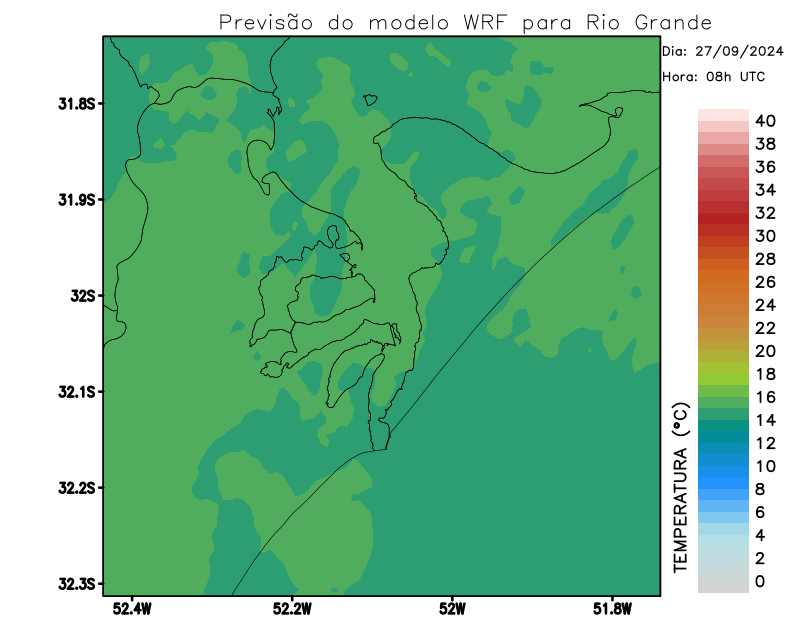 Previsão do modelo WRF para Rio Grande
Dia: 27/09/2024
Hora: 08h UTC
31.8S
31.9S
32S
32.1S
32.2S
32.3S
52.4W
52.2W
52W
51.8W
TEMPERATURA (°C)
40
38
36
34
32
30
28
26
24
22
20
18
16
14
12
10
8
6
4
2
0